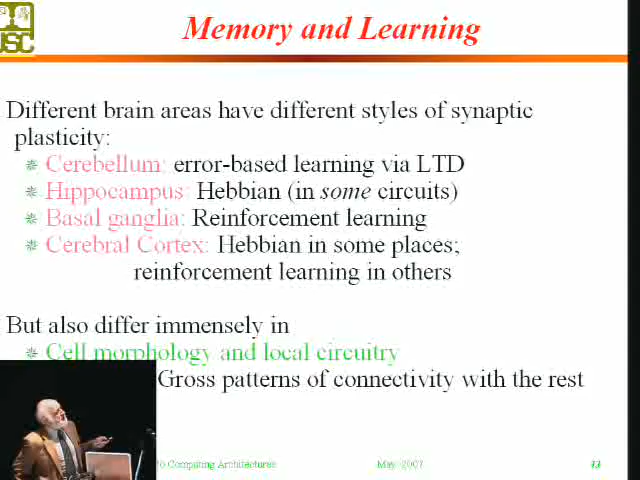 USC
Memory and Learning
Different brain areas have different styles of synaptic
plasticity:
Cerebellum: error-based learning via LTD
Hippocampus: Hebbian (in some circuits)
Basal ganglia: Reinforcement learning
Cerebral Cortex: Hebbian in some places;
reinforcement learning in others
But also differ immensely in
Cell morphology and local circuitry
Gross patterns of connectivity with the rest
to Computing Architectures
May, 2007